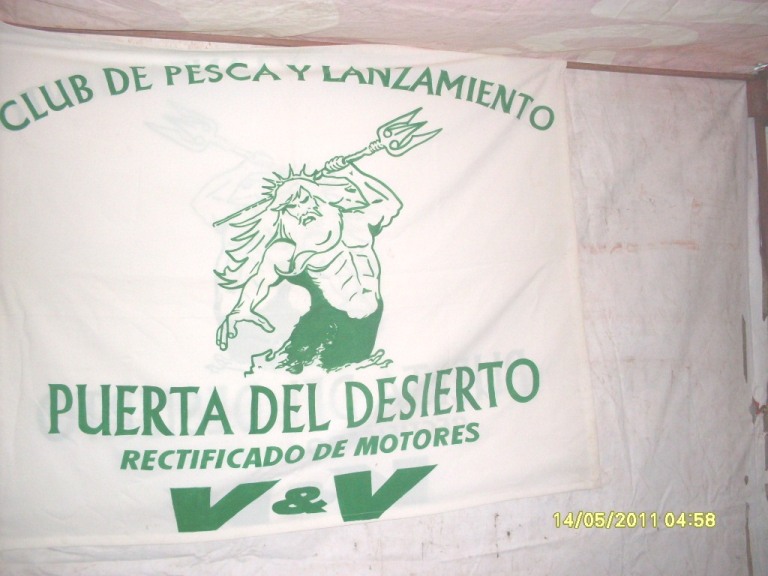 CLUB DE PESCA Y LANZAMIENTO
PUERTA DEL DESIERTO
RECTIFICADO DE MOTORES
V&V
14/05/2011 04:58